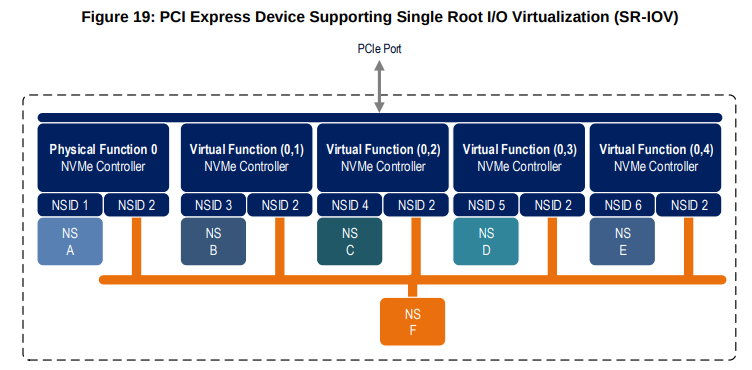 Figure 19: PCI Express Device Supporting Single Root I/O Virtualization (SR-IOV)
PCIe Port
Physical Function 0
NVMe Controller
Virtual Function (0,1)
NVMe Controller
Virtual Function (0,2)
NVMe Controller
Virtual Function (0,3)
NVMe Controller
Virtual Function (0,4)
NVMe Controller
NSID 1
NSID 2
NSID 3
NSID 2
NSID 4
NSID 2
NSID 5
NSID 2
NSID 6
NSID 2
NS
A
NS
B
NS
C
NS
D
NS
E
NS
F